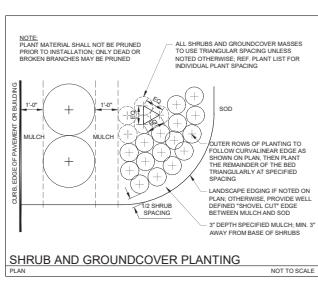 NOTE:
PLANT MATERIAL SHALL NOT BE PRUNED
PRIOR TO INSTALLATION; ONLY DEAD OR
BROKEN BRANCHES MAY BE PRUNED
ALL SHRUBS AND GROUNDCOVER MASSES
TO USE TRIANGULAR SPACING UNLESS
NOTED OTHERWISE; REF. PLANT LIST FOR
INDIVIDUAL PLANT SPACING
CURB, EDGE OF PAVEMENT OR BUILDING
1'-0"
1'-0"
EQ
EQ
EQ
SOD
MULCH
MULCH
OUTER ROWS OF PLANTING TO
FOLLOW CURVALINEAR EDGE AS
SHOWN ON PLAN, THEN PLANT
THE REMAINDER OF THE BED
TRIANGULARLY AT SPECIFIED
SPACING
LANDSCAPE EDGING IF NOTED ON
PLAN; OTHERWISE, PROVIDE WELL
DEFINED "SHOVEL CUT" EDGE
BETWEEN MULCH AND SOD
1/2 SHRUB
SPACING
3" DEPTH SPECIFIED MULCH; MIN. 3"
AWAY FROM BASE OF SHRUBS
SHRUB AND GROUNDCOVER PLANTING
PLAN
NOT TO SCALE